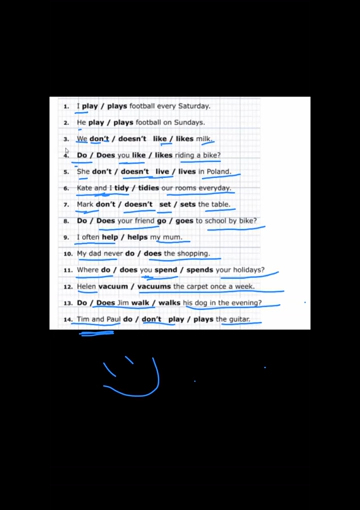 1. I play / plays football every Saturday.
2. He play / plays football on Sundays.
3. We don't / doesn't like / likes milk.
4. Do / Does you like / likes riding a bike?
5. She don't / doesn't live / lives in Poland.
6. Kate and I tidy / tidies our rooms everyday.
7. Mark don't / doesn't set / sets the table.
8. Do / Does your friend go / goes to school by bike?
9. I often help / helps my mum.
10. My dad never do / does the shopping.
11. Where do / does you spend / spends your holidays?
12. Helen vacuum / vacuums the carpet once a week.
13. Do / Does Jim walk / walks his dog in the evening?
14. Tim and Paul do / don't play / plays the guitar.